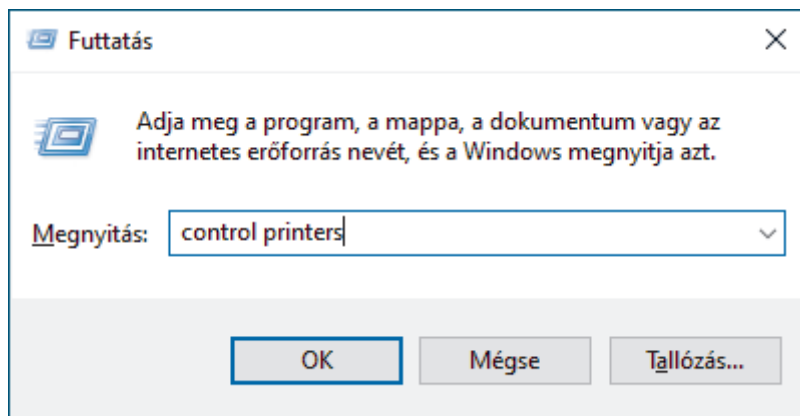 Futtatás
Adja meg a program, a mappa, a dokumentum vagy az
internetes erőforrás nevét, és a Windows megnyitja azt.
Megnyitás: control printers
OK Mégse Tallózás...